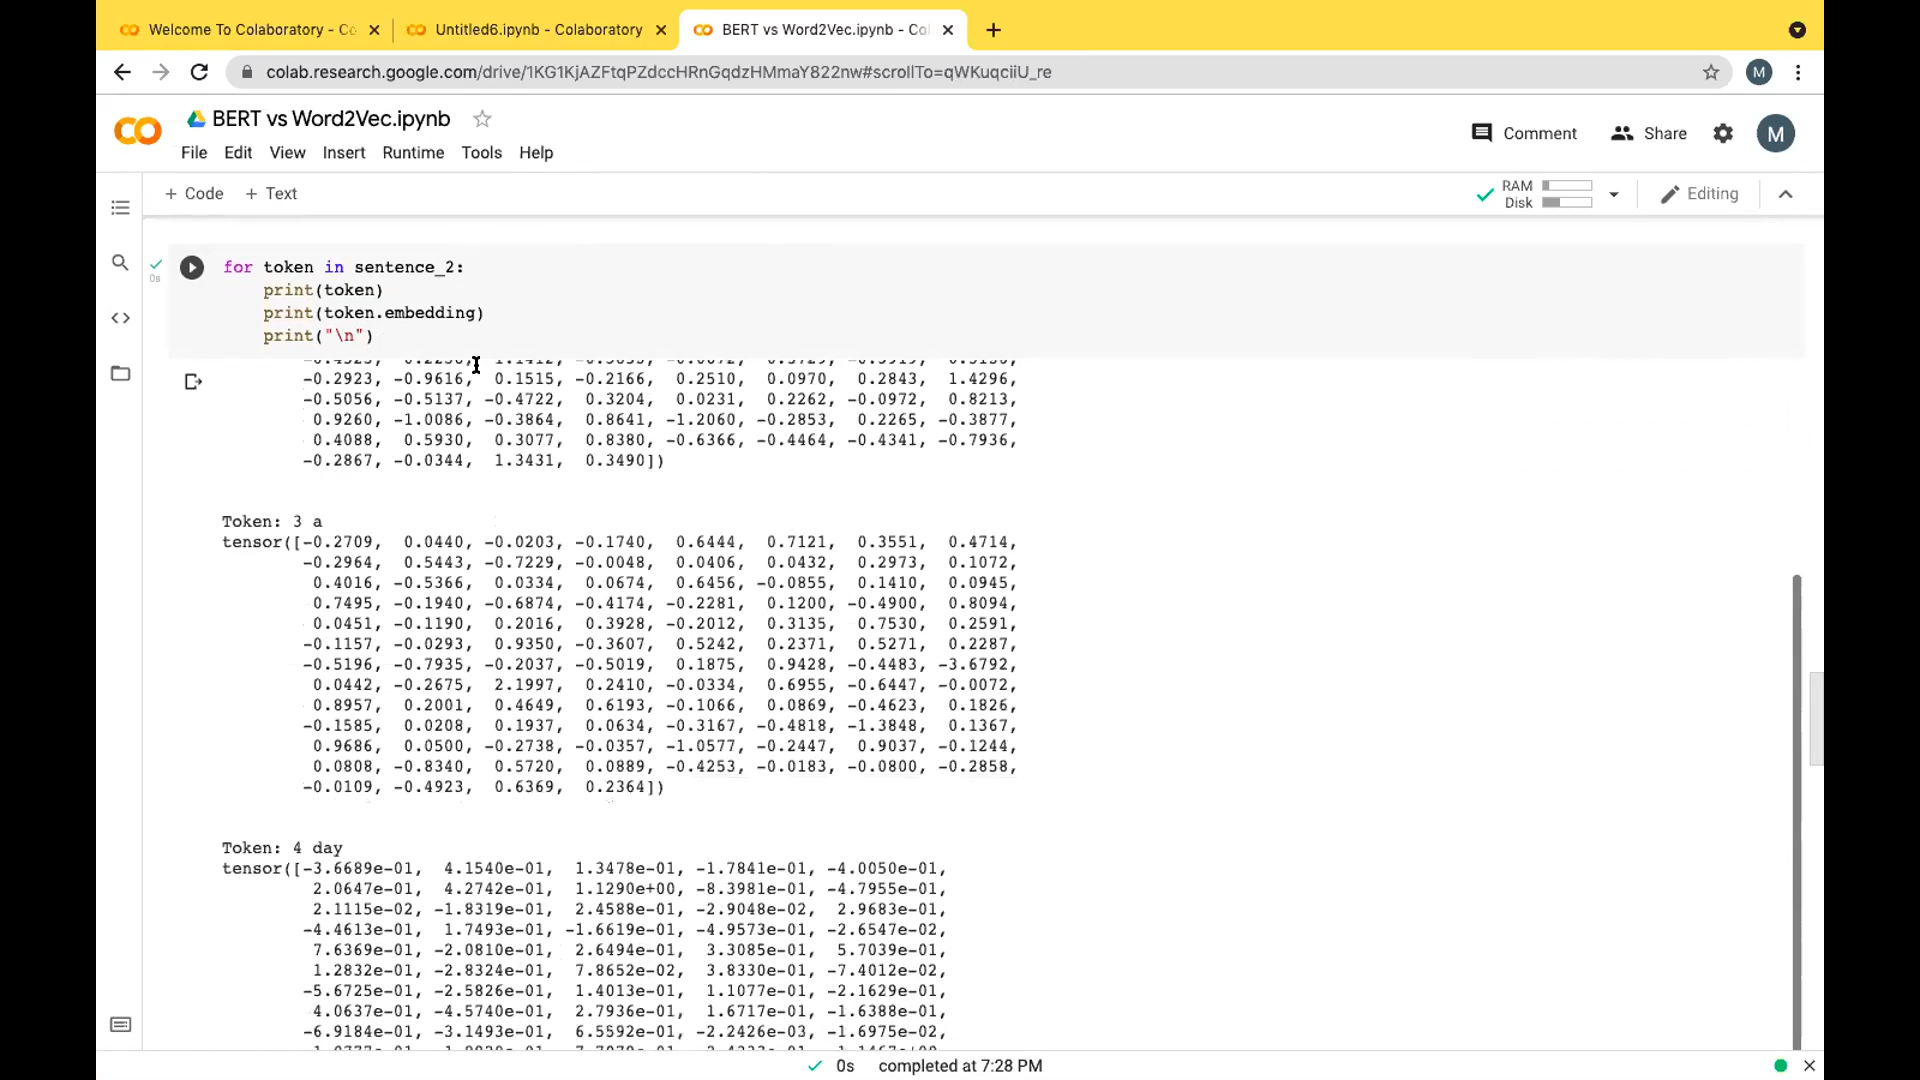 Welcome To Colaboratory - Co
Untitled6.ipynb - Colaboratory
BERT vs Word2Vec.ipynb - Col
colab.research.google.com/drive/1KG1KjAZFtqPZdccHRnGqdzHMmaY822nw#scrollTo=qWKuqciiU_re
M
BERT vs Word2Vec.ipynb
Comment
Share
M
File Edit View Insert Runtime Tools Help
+ Code + Text
RAM
Disk
Editing
for token in sentence_2:
print(token)
print(token.embedding)
print("\n")
0s
-0.2923, -0.9616, 0.1515, -0.2166, 0.2510, 0.0970, 0.2843, 1.4296,
-0.5056, -0.5137, -0.4722, 0.3204, 0.0231, 0.2262, -0.0972, 0.8213,
0.9260, -1.0086, -0.3864, 0.8641, -1.2060, -0.2853, 0.2265, -0.3877,
0.4088, 0.5930, 0.3077, 0.8380, -0.6366, -0.4464, -0.4341, -0.7936,
-0.2867, -0.0344, 1.3431, 0.3490])
Token: 3 a
tensor([-0.2709, 0.0440, -0.0203, -0.1740, 0.6444, 0.7121, 0.3551, 0.4714,
-0.2964, 0.5443, -0.7229, -0.0048, 0.0406, 0.0432, 0.2973, 0.1072,
0.4016, -0.5366, 0.0334, 0.0674, 0.6456, -0.0855, 0.1410, 0.0945,
0.7495, -0.1940, -0.6874, -0.4174, -0.2281, 0.1200, -0.4900, 0.8094,
0.0451, -0.1190, 0.2016, 0.3928, -0.2012, 0.3135, 0.7530, 0.2591,
-0.1157, -0.0293, 0.9350, -0.3607, 0.5242, 0.2371, 0.5271, 0.2287,
-0.5196, -0.7935, -0.2037, -0.5019, 0.1875, 0.9428, -0.4483, -3.6792,
0.0442, -0.2675, 2.1997, 0.2410, -0.0334, 0.6955, -0.6447, -0.0072,
0.8957, 0.2001, 0.4649, 0.6193, -0.1066, 0.0869, -0.4623, 0.1826,
-0.1585, 0.0208, 0.1937, 0.0634, -0.3167, -0.4818, -1.3848, 0.1367,
0.9686, 0.0500, -0.2738, -0.0357, -1.0577, -0.2447, 0.9037, -0.1244,
0.0808, -0.8340, 0.5720, 0.0889, -0.4253, -0.0183, -0.0800, -0.2858,
-0.0109, -0.4923, 0.6369, 0.2364])
Token: 4 day
tensor([-3.6689e-01, 4.1540e-01, 1.3478e-01, -1.7841e-01, -4.0050e-01,
2.0647e-01, 4.2742e-01, 1.1290e+00, -8.3981e-01, -4.7955e-01,
2.1115e-02, -1.8319e-01, 2.4588e-01, -2.9048e-02, 2.9683e-01,
-4.4613e-01, 1.7493e-01, -1.6619e-01, -4.9573e-01, -2.6547e-02,
7.6369e-01, -2.0810e-01, 2.6494e-01, 3.3085e-01, 5.7039e-01,
1.2832e-01, -2.8324e-01, 7.8652e-02, 3.8330e-01, -7.4012e-02,
-5.6725e-01, -2.5826e-01, 1.4013e-01, 1.1077e-01, -2.1629e-01,
4.0637e-01, -4.5740e-01, 2.7936e-01, 1.6717e-01, -1.6388e-01,
-6.9184e-01, -3.1493e-01, 6.5592e-01, -2.2426e-03, -1.6975e-02,
0s completed at 7:28 PM